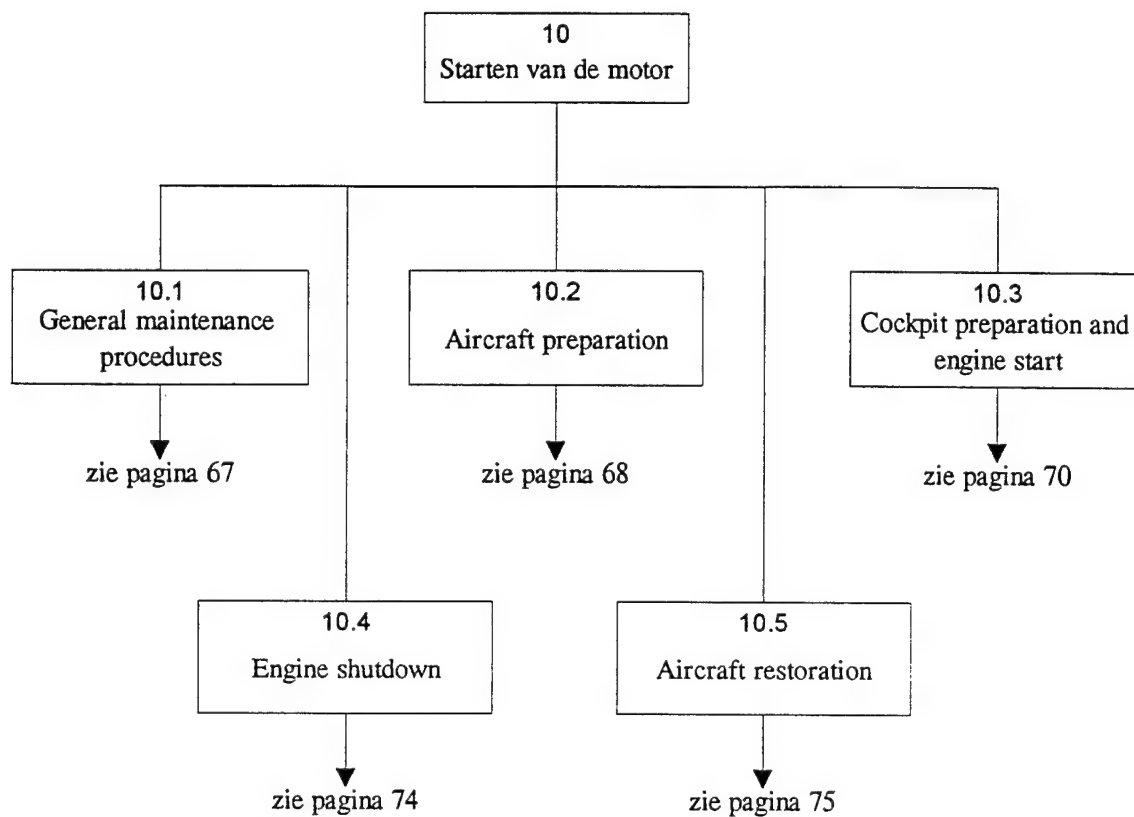 10
Starten van de motor
10.1
General maintenance
procedures
10.2
Aircraft preparation
10.3
Cockpit preparation and
engine start
zie pagina 67
zie pagina 68
zie pagina 70
10.4
Engine shutdown
10.5
Aircraft restoration
zie pagina 74
zie pagina 75